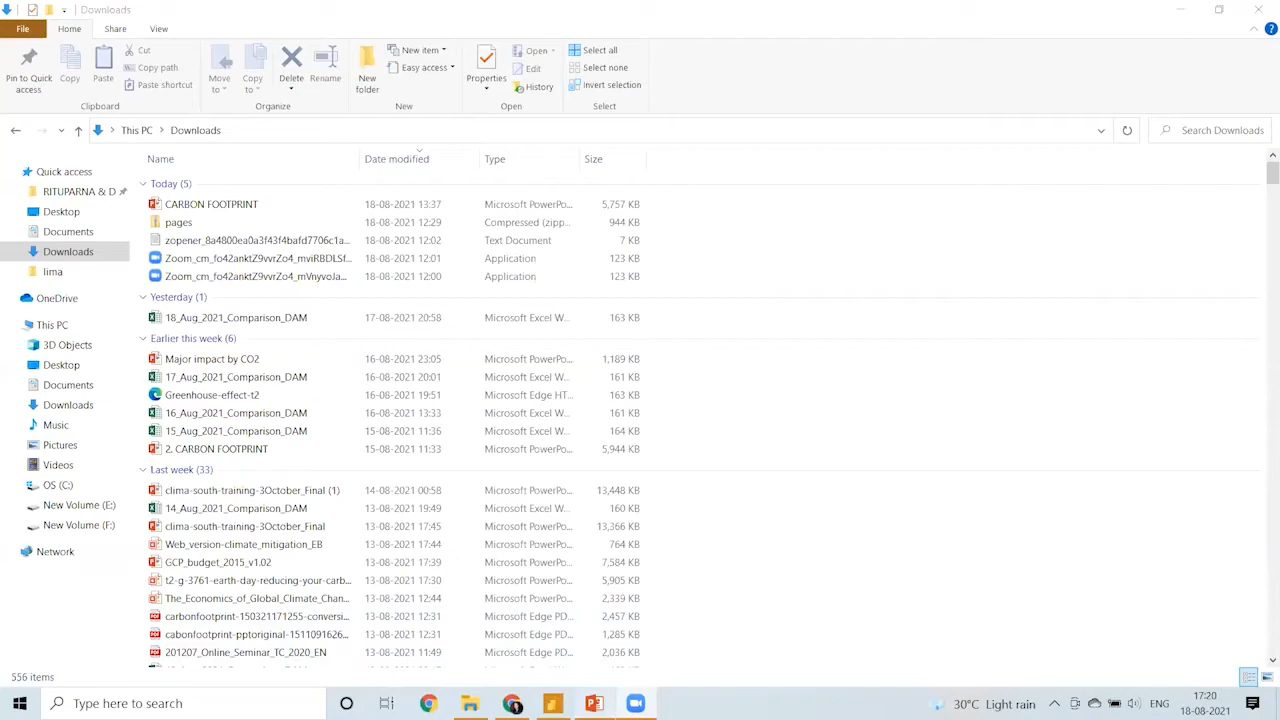 Downloads
File Home Share View
Pin to Quick access
Copy
Paste
Cut
Copy path
Paste shortcut
Clipboard
Move to
Copy to
Delete
Rename
Organize
New folder
New item
Easy access
New
Properties
Open
Edit
History
Open
Select all
Select none
Invert selection
Select
This PC Downloads
Search Downloads
Quick access
RITUPARNA & D
Desktop
Documents
Downloads
lima
OneDrive
This PC
3D Objects
Desktop
Documents
Downloads
Music
Pictures
Videos
OS (C:)
New Volume (E:)
New Volume (F:)
Network
Name Date modified Type Size
Today (5)
CARBON FOOTPRINT 18-08-2021 13:37 Microsoft PowerPo... 5,757 KB
pages 18-08-2021 12:29 Compressed (zipp... 944 KB
zopener_8a4800ea0a3f43f4bafd7706c1a... 18-08-2021 12:02 Text Document 7 KB
Zoom_cm_fo42anktZ9vvrZo4_mviRBDLSf... 18-08-2021 12:01 Application 123 KB
Zoom_cm_fo42anktZ9vvrZo4_mVnyvoJa... 18-08-2021 12:00 Application 123 KB
Yesterday (1)
18_Aug_2021_Comparison_DAM 17-08-2021 20:58 Microsoft Excel W... 163 KB
Earlier this week (6)
Major impact by CO2 16-08-2021 23:05 Microsoft PowerPo... 1,189 KB
17_Aug_2021_Comparison_DAM 16-08-2021 20:01 Microsoft Excel W... 161 KB
Greenhouse-effect-t2 16-08-2021 19:51 Microsoft Edge HT... 163 KB
16_Aug_2021_Comparison_DAM 16-08-2021 13:33 Microsoft Excel W... 161 KB
15_Aug_2021_Comparison_DAM 15-08-2021 11:36 Microsoft Excel W... 164 KB
2. CARBON FOOTPRINT 15-08-2021 11:33 Microsoft PowerPo... 5,944 KB
Last week (33)
clima-south-training-3October_Final (1) 14-08-2021 00:58 Microsoft PowerPo... 13,448 KB
14_Aug_2021_Comparison_DAM 13-08-2021 19:49 Microsoft Excel W... 160 KB
clima-south-training-3October_Final 13-08-2021 17:45 Microsoft PowerPo... 13,366 KB
Web_version-climate_mitigation_EB 13-08-2021 17:44 Microsoft PowerPo... 764 KB
GCP_budget_2015_v1.02 13-08-2021 17:39 Microsoft PowerPo... 7,584 KB
t2-g-3761-earth-day-reducing-your-carb... 13-08-2021 17:30 Microsoft PowerPo... 5,905 KB
The_Economics_of_Global_Climate_Chan... 13-08-2021 12:44 Microsoft PowerPo... 2,339 KB
carbonfootprint-150321171255-conversi... 13-08-2021 12:31 Microsoft Edge PD... 2,457 KB
cabonfootprint-pptoriginal-1511091626... 13-08-2021 12:31 Microsoft Edge PD... 1,285 KB
201207_Online_Seminar_TC_2020_EN 13-08-2021 11:49 Microsoft Edge PD... 2,036 KB
556 items
Type here to search
30°C Light rain
ENG
17:20
18-08-2021